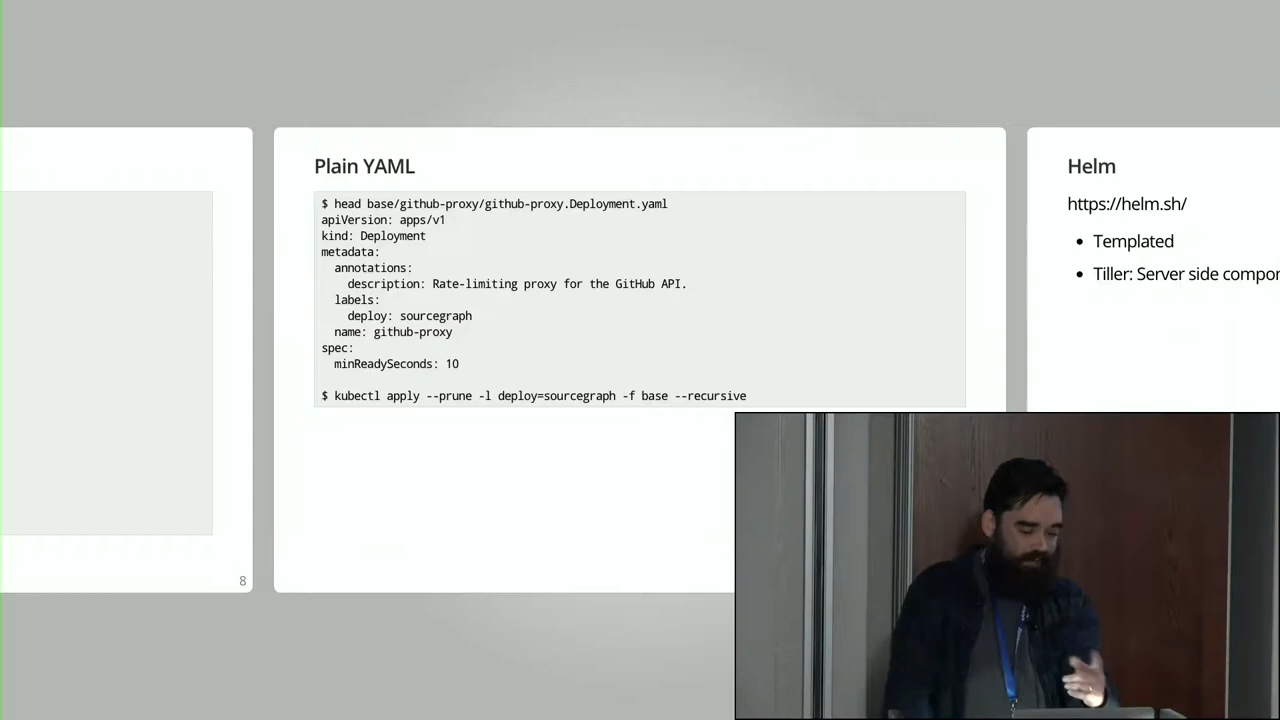 8
Plain YAML
$ head base/github-proxy/github-proxy.Deployment.yaml
apiVersion: apps/v1
kind: Deployment
metadata:
  annotations:
    description: Rate-limiting proxy for the GitHub API.
  labels:
    deploy: sourcegraph
  name: github-proxy
spec:
  minReadySeconds: 10
$ kubectl apply --prune -l deploy=sourcegraph -f base --recursive
Helm
https://helm.sh/
• Templated
• Tiller: Server side